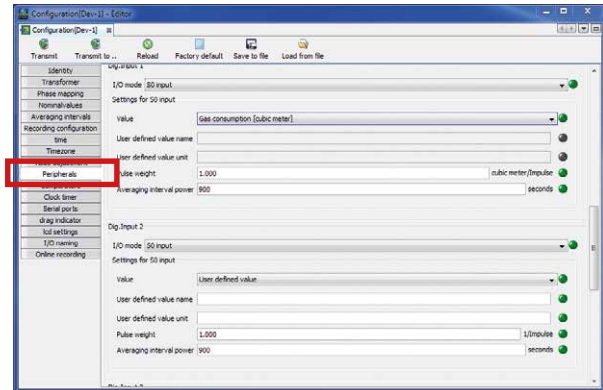 Configuration[Dev-1] - Editor
Configuration[Dev-1]
Transmit Transmit to .. Reload Factory default Save to file Load from file
Identity
Transformer
Phase mapping
Nominalvalues
Averaging intervals
Recording configuration
time
Timezone
Peripherals
Clock timer
Serial ports
drag indicator
lcd settings
I/O naming
Online recording
Dig.Input 1
I/O mode S0 input
Settings for S0 input
Value Gas consumption [cubic meter]
User defined value name
User defined value unit
Pulse weight 1.000 cubic meter/Impulse
Averaging interval power 900 seconds
Dig.Input 2
I/O mode S0 input
Settings for S0 input
Value User defined value
User defined value name
User defined value unit
Pulse weight 1.000 1/Impulse
Averaging interval power 900 seconds